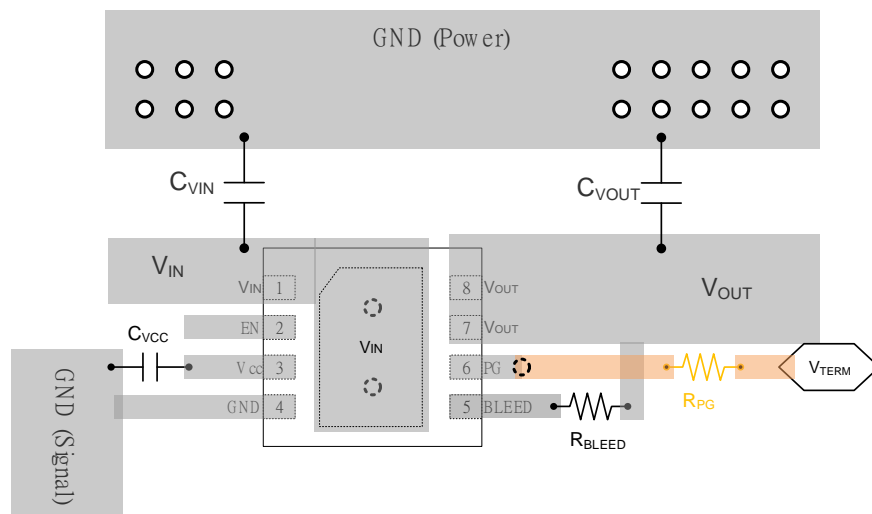 GND (Power)
CVIN
CVOUT
VIN
VOUT
VIN 1
8 VOUT
EN 2
7 VOUT
VIN
CVCC
Vcc 3
6 PG
VTERM
RPG
GND 4
5 BLEED
RBLEED
GND (Signal)